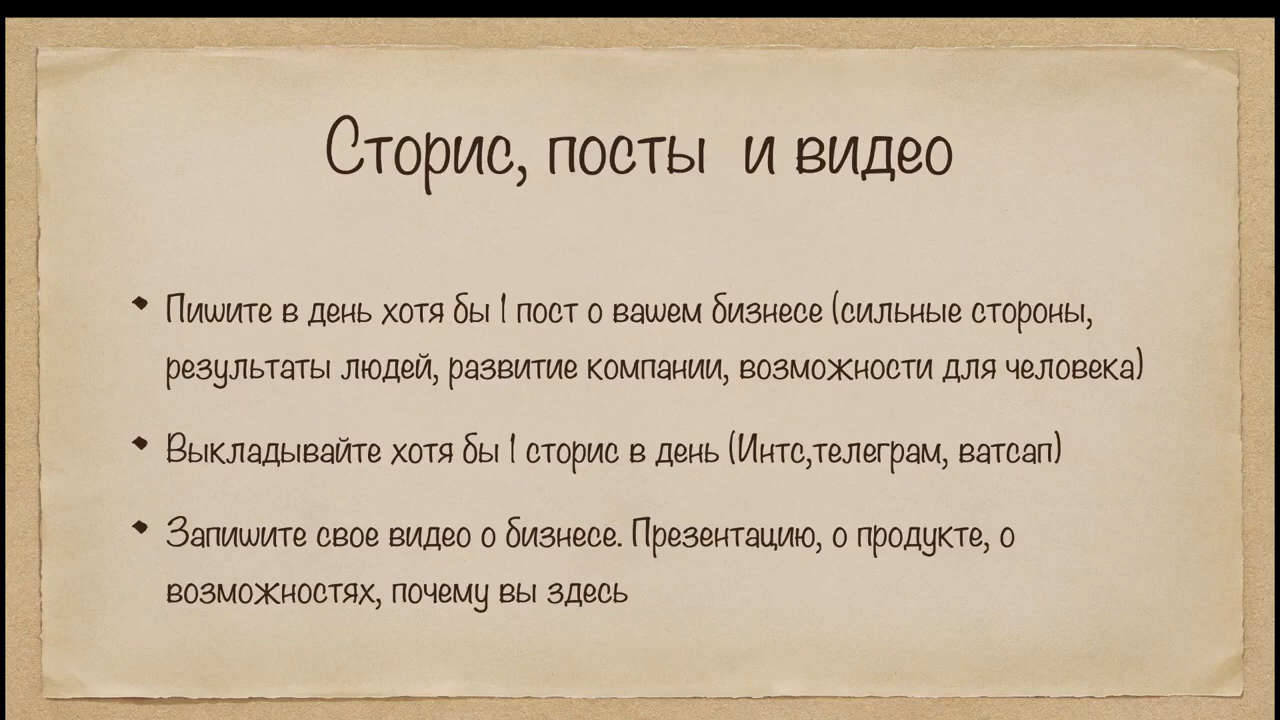 Сторис, посты и видео
Пишите в день хотя бы 1 пост о вашем бизнесе (сильные стороны,
результаты людей, развитие компании, возможности для человека)
Выкладывайте хотя бы 1 сторис в день (Интс,телеграм, ватсап)
Запишите свое видео о бизнесе. Презентацию, о продукте, о
возможностях, почему вы здесь